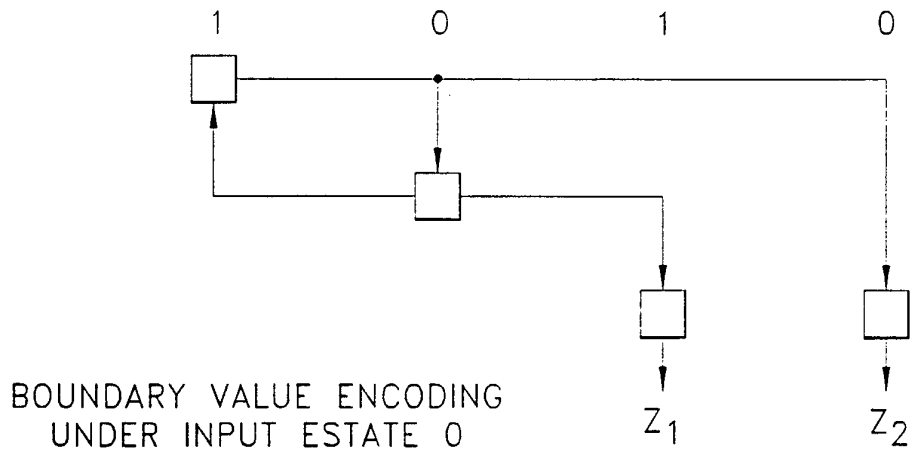 1 0 1 0
BOUNDARY VALUE ENCODING
UNDER INPUT ESTATE 0
Z1
Z2